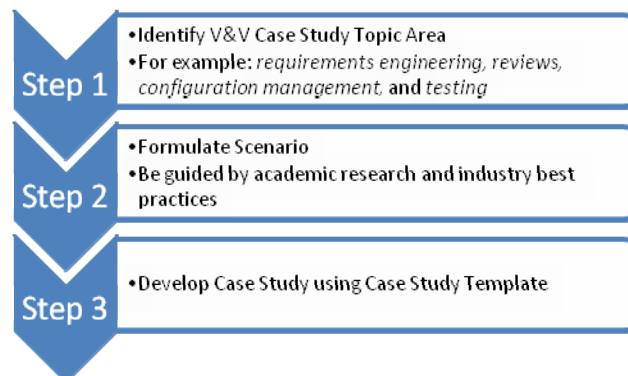 Step 1
•Identify V&V Case Study Topic Area
•For example: requirements engineering, reviews,
configuration management, and testing
Step 2
•Formulate Scenario
•Be guided by academic research and industry best
practices
Step 3
•Develop Case Study using Case Study Template